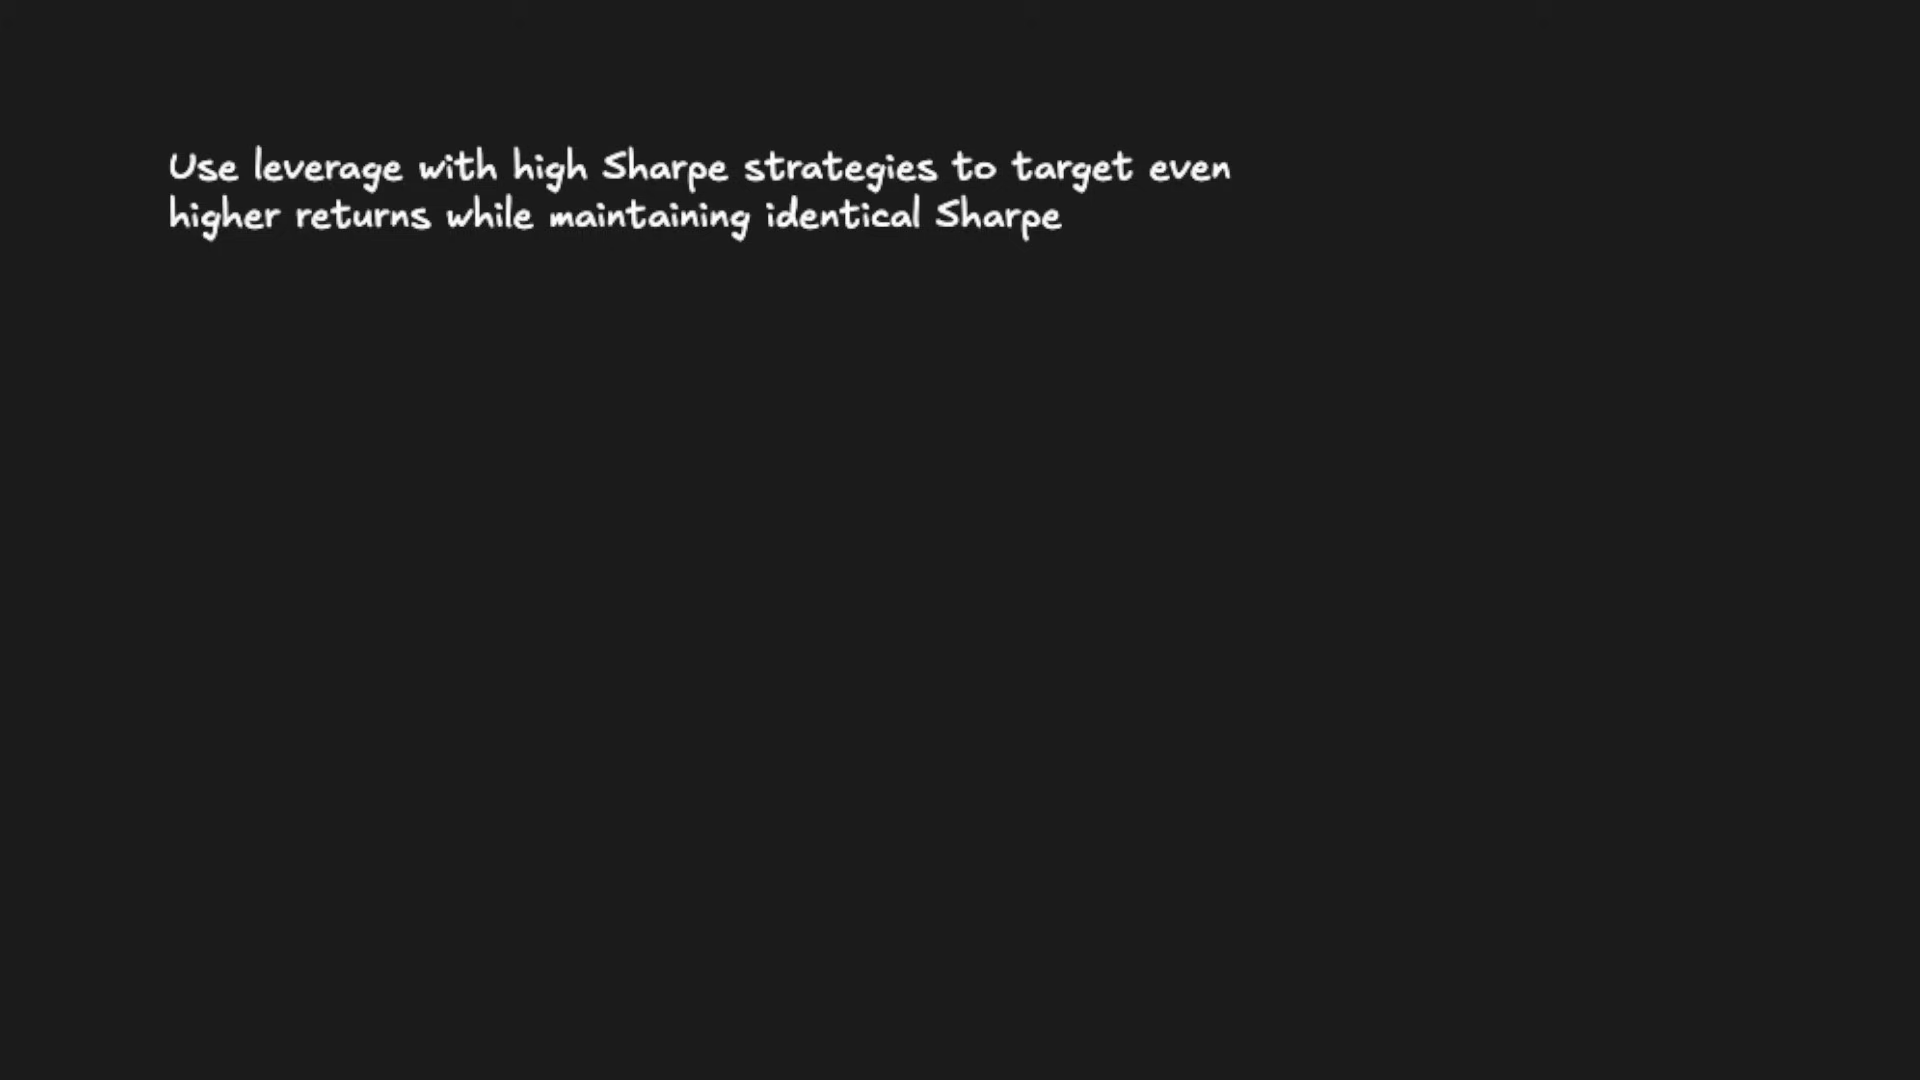 Use leverage with high Sharpe strategies to target even
higher returns while maintaining identical Sharpe